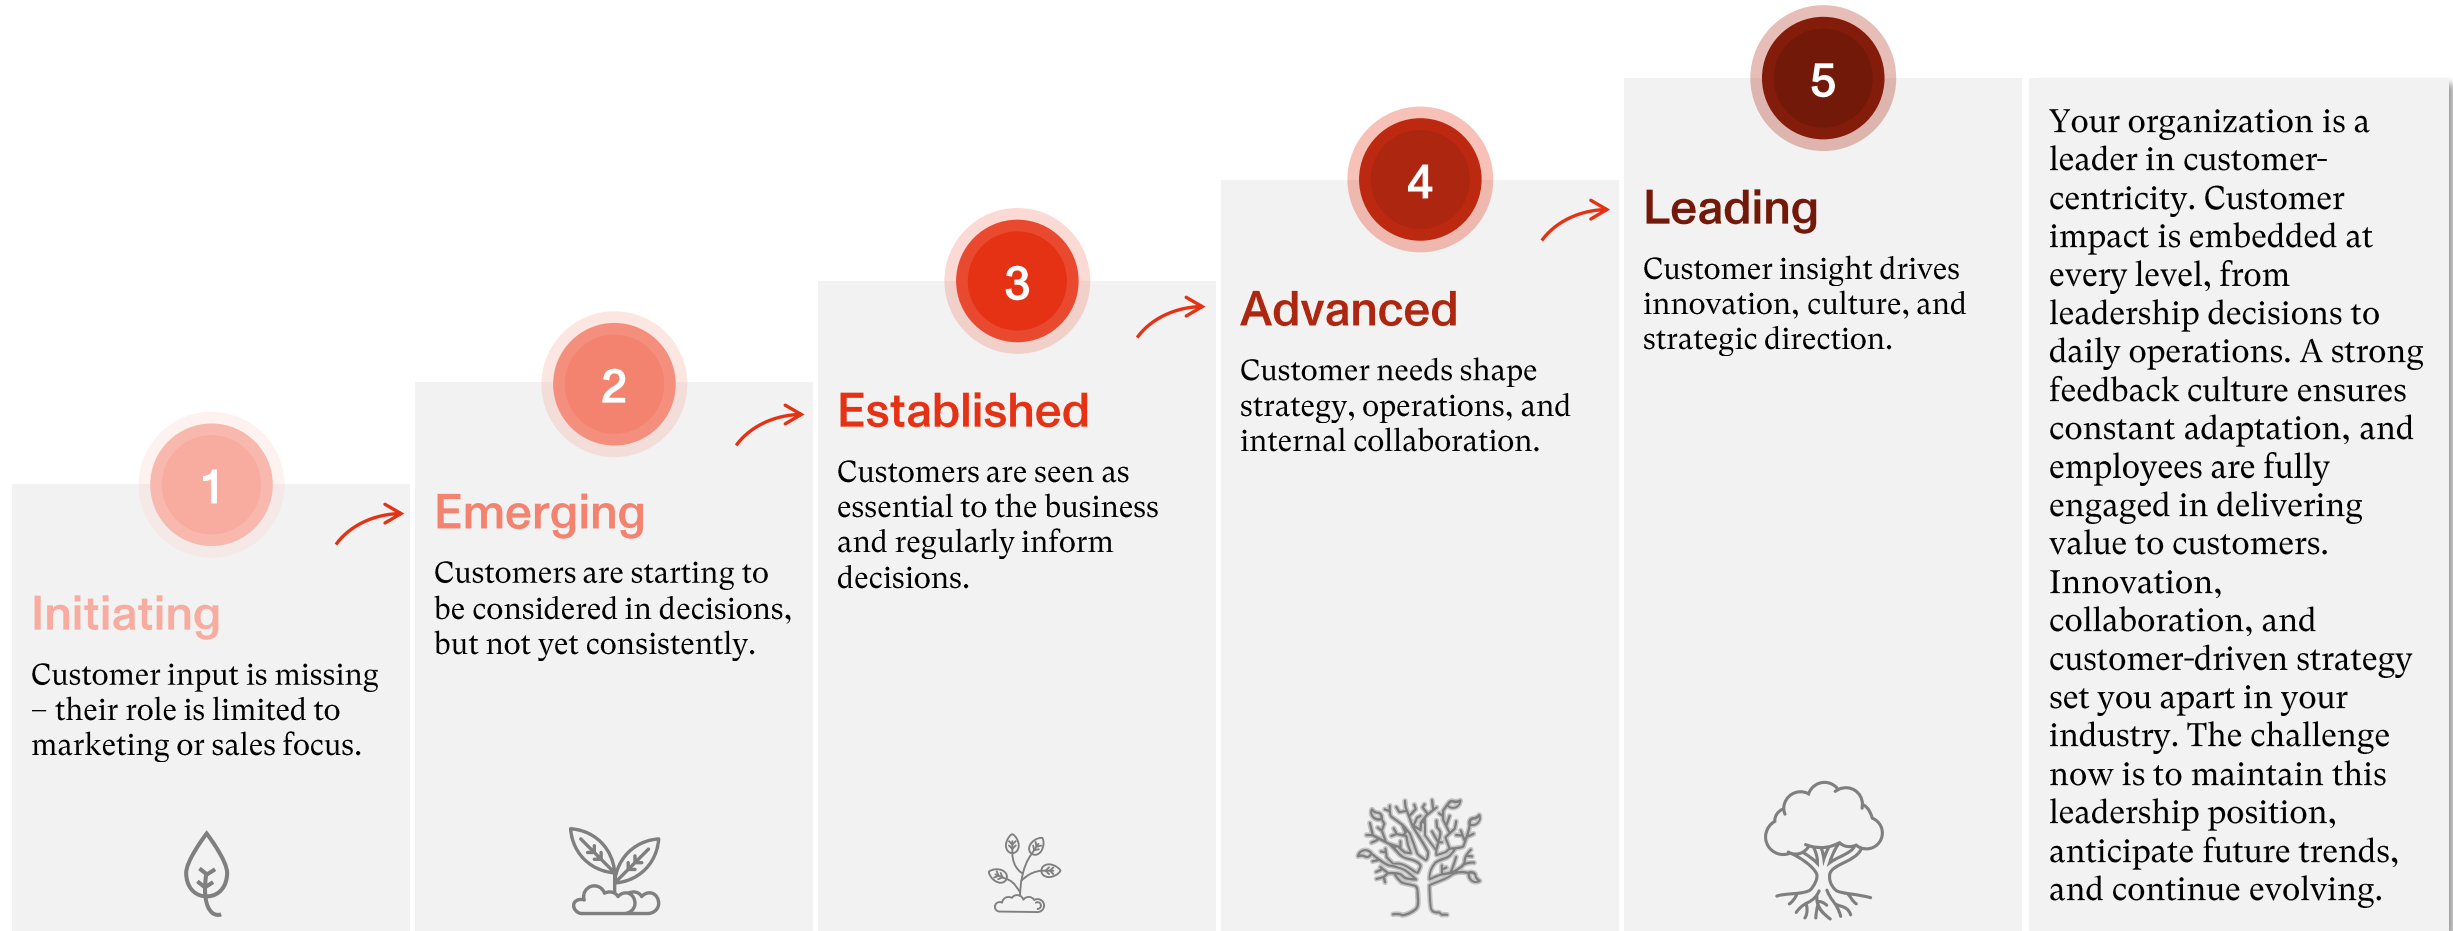 1
Initiating
Customer input is missing
– their role is limited to
marketing or sales focus.
2
Emerging
Customers are starting to
be considered in decisions,
but not yet consistently.
3
Established
Customers are seen as
essential to the business
and regularly inform
decisions.
4
Advanced
Customer needs shape
strategy, operations, and
internal collaboration.
5
Leading
Customer insight drives
innovation, culture, and
strategic direction.
Your organization is a
leader in customer-
centricity. Customer
impact is embedded at
every level, from
leadership decisions to
daily operations. A strong
feedback culture ensures
constant adaptation, and
employees are fully
engaged in delivering
value to customers.
Innovation,
collaboration, and
customer-driven strategy
set you apart in your
industry. The challenge
now is to maintain this
leadership position,
anticipate future trends,
and continue evolving.